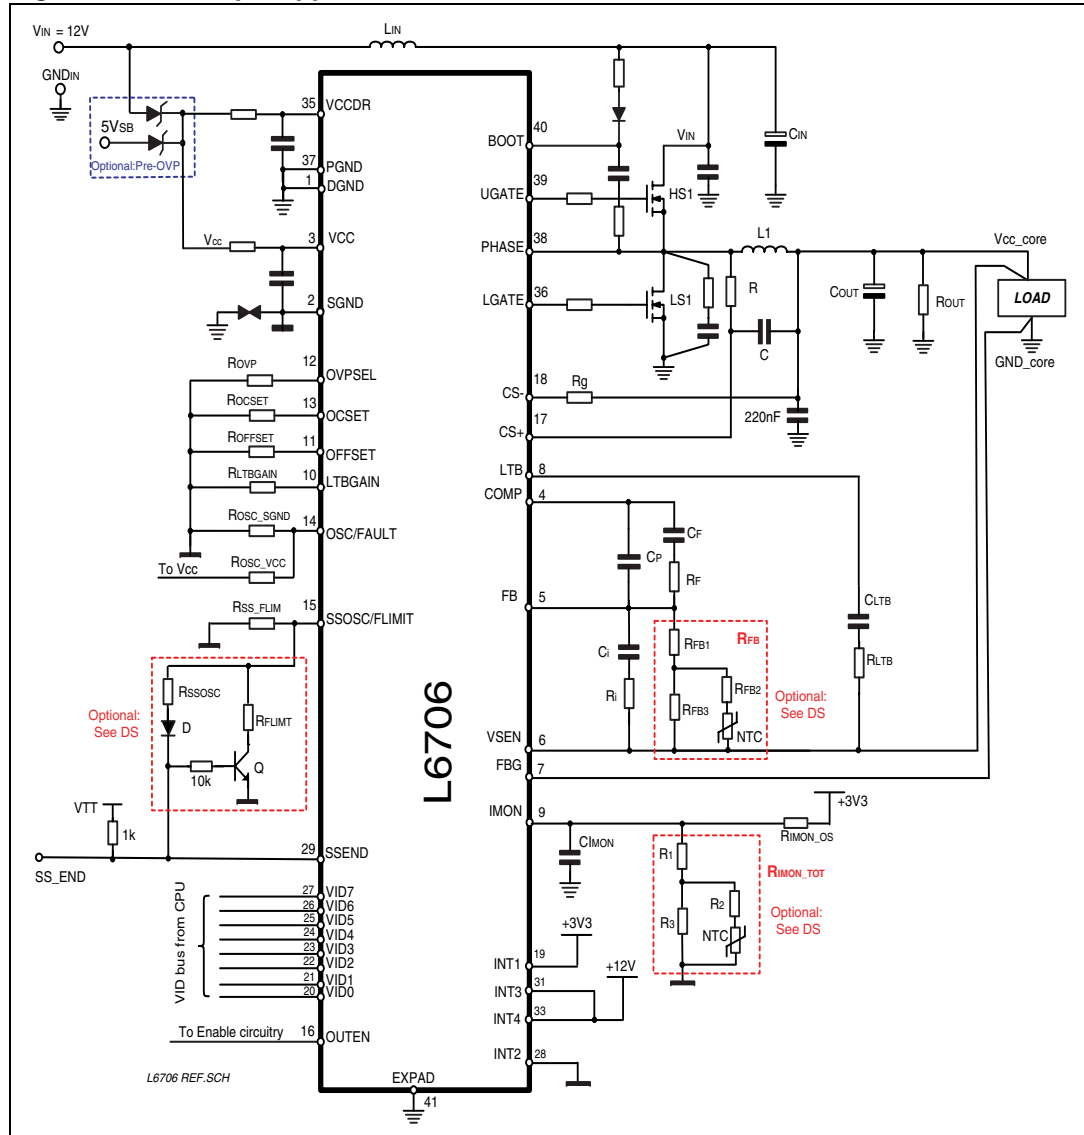 VIN = 12V
LIN
GNDIN
5VSB
Optional:Pre-OVP
35
VCCDR
37
PGND
1
DGND
Vcc
3
VCC
2
SGND
ROVP
12
OVPSEL
ROCSET
13
OCSET
ROFFSET
11
OFFSET
RLTBGAIN
10
LTBGAIN
ROSC_SGND
14
OSC/FAULT
To Vcc
ROSC_VCC
RSS_FLIM
15
SSOSC/FLIMIT
Optional:
See DS
RSSOSC
D
RFLIMT
10k
Q
VTT
1k
SS_END
29
SSEND
VID bus from CPU
27
VID7
26
VID6
25
VID5
24
VID4
23
VID3
22
VID2
21
VID1
20
VID0
To Enable circuitry
16
OUTEN
L6706 REF.SCH
L6706
EXPAD
41
BOOT
40
UGATE
39
PHASE
38
LGATE
36
VIN
CIN
HS1
LS1
L1
R
C
COUT
ROUT
Vcc_core
LOAD
GND_core
CS-
18
Rg
CS+
17
220nF
LTB
8
COMP
4
CF
CP
RF
FB
5
Ci
Ri
RFB
RFB1
RFB2
RFB3
NTC
Optional:
See DS
CLTB
RLTB
VSEN
6
FBG
7
IMON
9
+3V3
RIMON_OS
CIMON
R1
RIMON_TOT
R2
R3
NTC
Optional:
See DS
+3V3
INT1
19
+12V
INT3
31
INT4
33
INT2
28